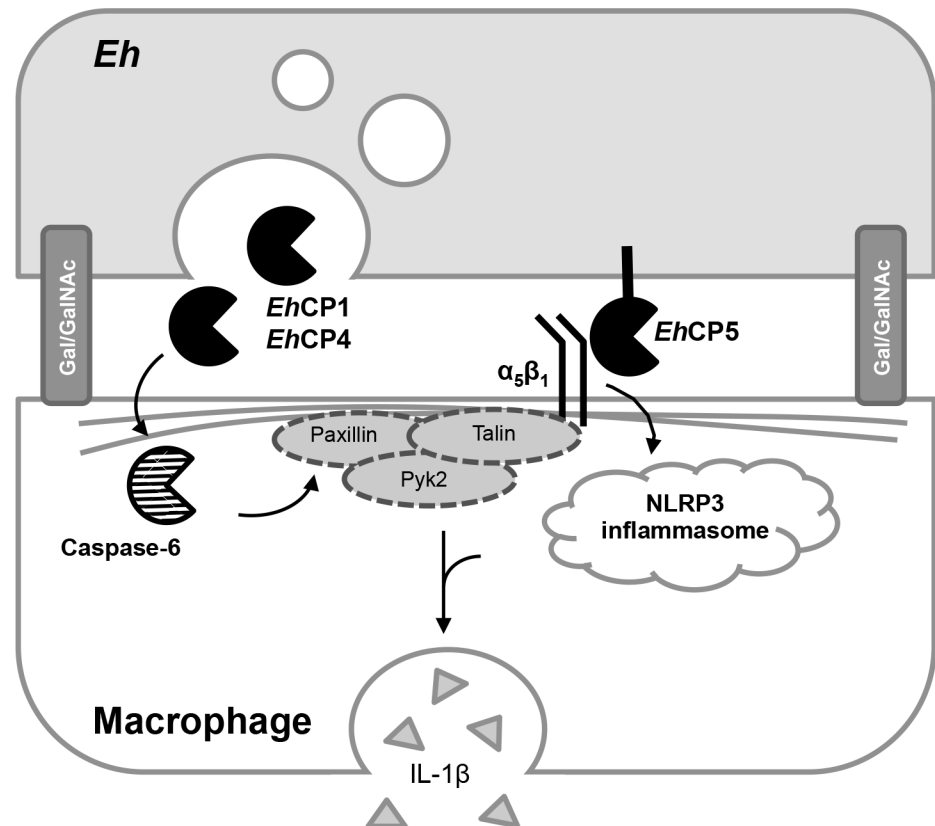 Eh
Gal/GalNAc
Gal/GalNAc
EhCP1
EhCP4
EhCP5
α₅β₁
Paxillin
Talin
Pyk2
Caspase-6
NLRP3
inflammasome
Macrophage
IL-1β